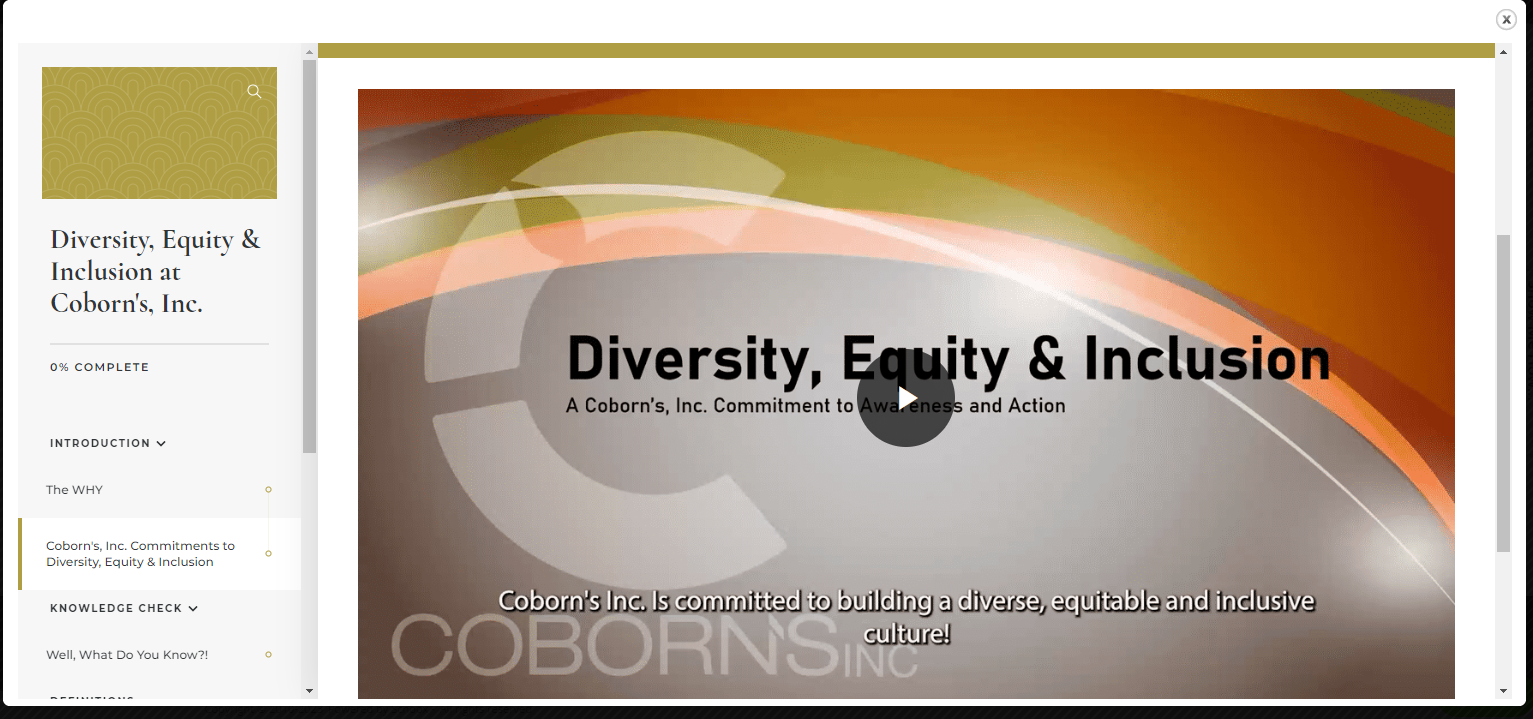 X
Diversity, Equity &
Inclusion at
Coborn's, Inc.
0% COMPLETE
INTRODUCTION
The WHY
Coborn's, Inc. Commitments to
Diversity, Equity & Inclusion
KNOWLEDGE CHECK
Well, What Do You Know?!
DEFINITIONS
Diversity, Equity & Inclusion
A Coborn's, Inc. Commitment to Awareness and Action
Coborn's Inc. Is committed to building a diverse, equitable and inclusive
culture!
COBORN'S INC